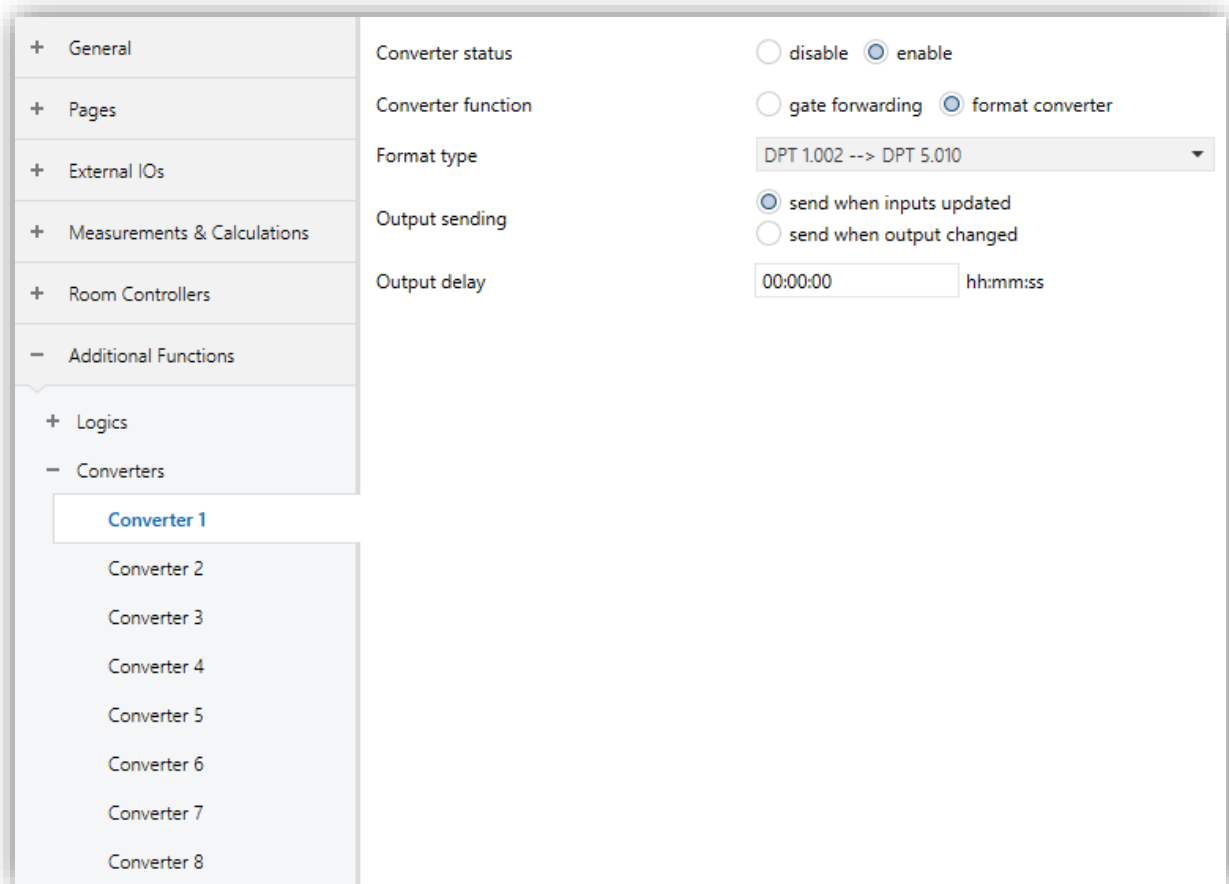 General
Pages
External IOs
Measurements & Calculations
Room Controllers
Additional Functions
Logics
Converters
Converter 1
Converter 2
Converter 3
Converter 4
Converter 5
Converter 6
Converter 7
Converter 8
Converter status disable enable
Converter function gate forwarding format converter
Format type DPT 1.002 --> DPT 5.010
Output sending send when inputs updated
send when output changed
Output delay 00:00:00 hh:mm:ss